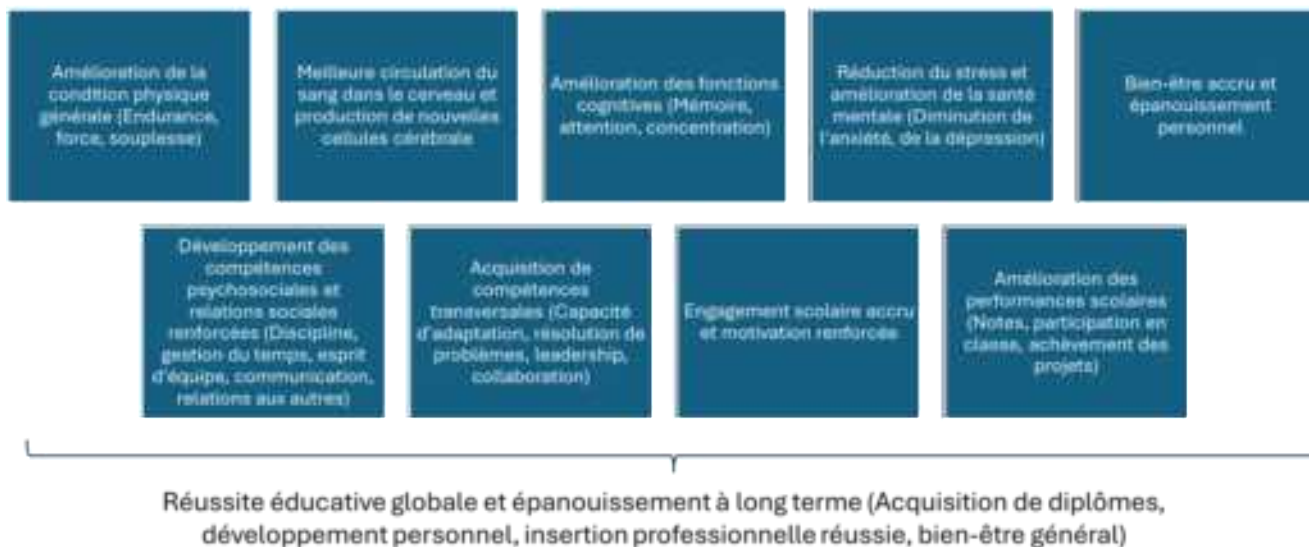 Amélioration de la
condition physique
générale (Endurance,
force, souplesse)
Meilleure circulation du
sang dans le cerveau et
production de nouvelles
cellules cérébrale
Amélioration des fonctions
cognitives (Mémoire,
attention, concentration)
Réduction du stress et
amélioration de la santé
mentale (Diminution de
l'anxiété, de la dépression)
Bien-être accru et
épanouissement
personnel
Développement des
compétences
psychosociales et
relations sociales
renforcées (Discipline,
gestion du temps, esprit
d'équipe, communication,
relations aux autres)
Acquisition de
compétences
transversales (Capacité
d'adaptation, résolution de
problèmes, leadership,
collaboration)
Engagement scolaire accru
et motivation renforcée
Amélioration des
performances scolaires
(Notes, participation en
classe, achèvement des
projets)
Réussite éducative globale et épanouissement à long terme (Acquisition de diplômes,
développement personnel, insertion professionnelle réussie, bien-être général)